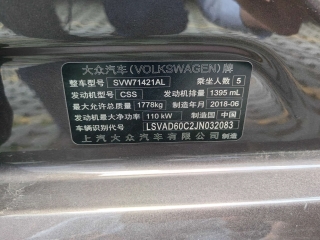 大众汽车(VOLKSWAGEN)牌
整车型号 SVW71421AL 乘坐人数 5
发动机型号 CSS 发动机排量 1395 mL
最大允许总质量 1778kg 制造年月 2018-06
发动机最大净功率 110 kW 制造国 中国
车辆识别代号 LSVAD60C2JN032083
上汽大众汽车有限公司 制造